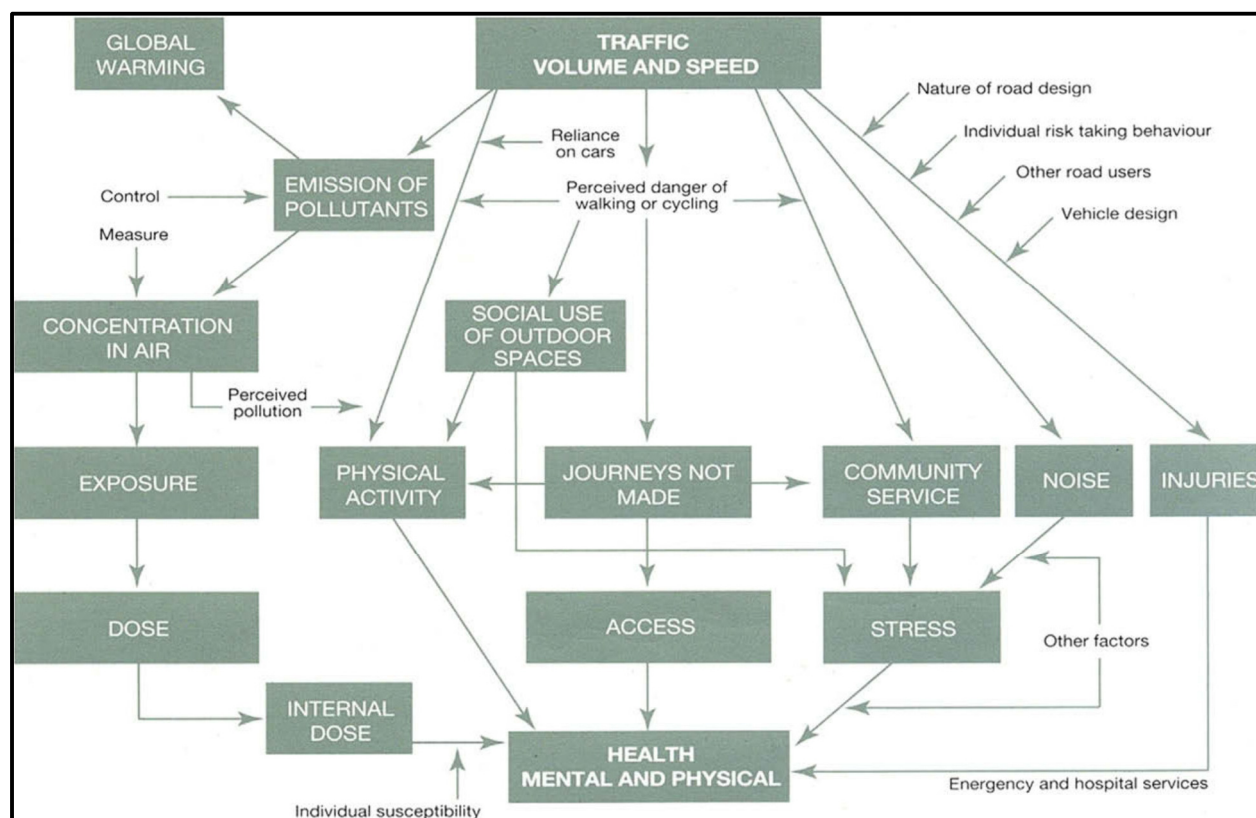 GLOBAL
WARMING
TRAFFIC
VOLUME AND SPEED
Nature of road design
Reliance
on cars
Individual risk taking behaviour
EMISSION OF
POLLUTANTS
Control
Perceived danger of
walking or cycling
Other road users
Vehicle design
Measure
CONCENTRATION
IN AIR
SOCIAL USE
OF OUTDOOR
SPACES
Perceived
pollution
EXPOSURE
PHYSICAL
ACTIVITY
JOURNEYS NOT
MADE
COMMUNITY
SERVICE
NOISE
INJURIES
DOSE
ACCESS
STRESS
Other factors
INTERNAL
DOSE
HEALTH
MENTAL AND PHYSICAL
Energency and hospital services
Individual susceptibility